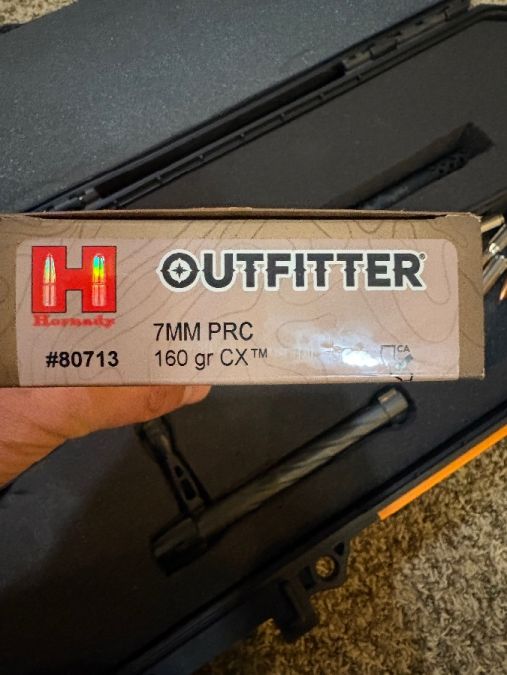 H
Hornady
OUTFITTER®
7MM PRC
#80713
160 gr CX™
CA